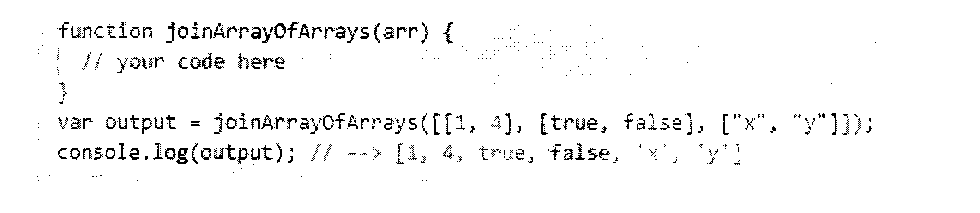 function joinArrayOfArrays(arr) {
// your code here
}
var output = joinArrayOfArrays([[1, 4], [true, false], ["x", "y"]]);
console.log(output); // --> [1, 4, true, false, 'x', 'y']